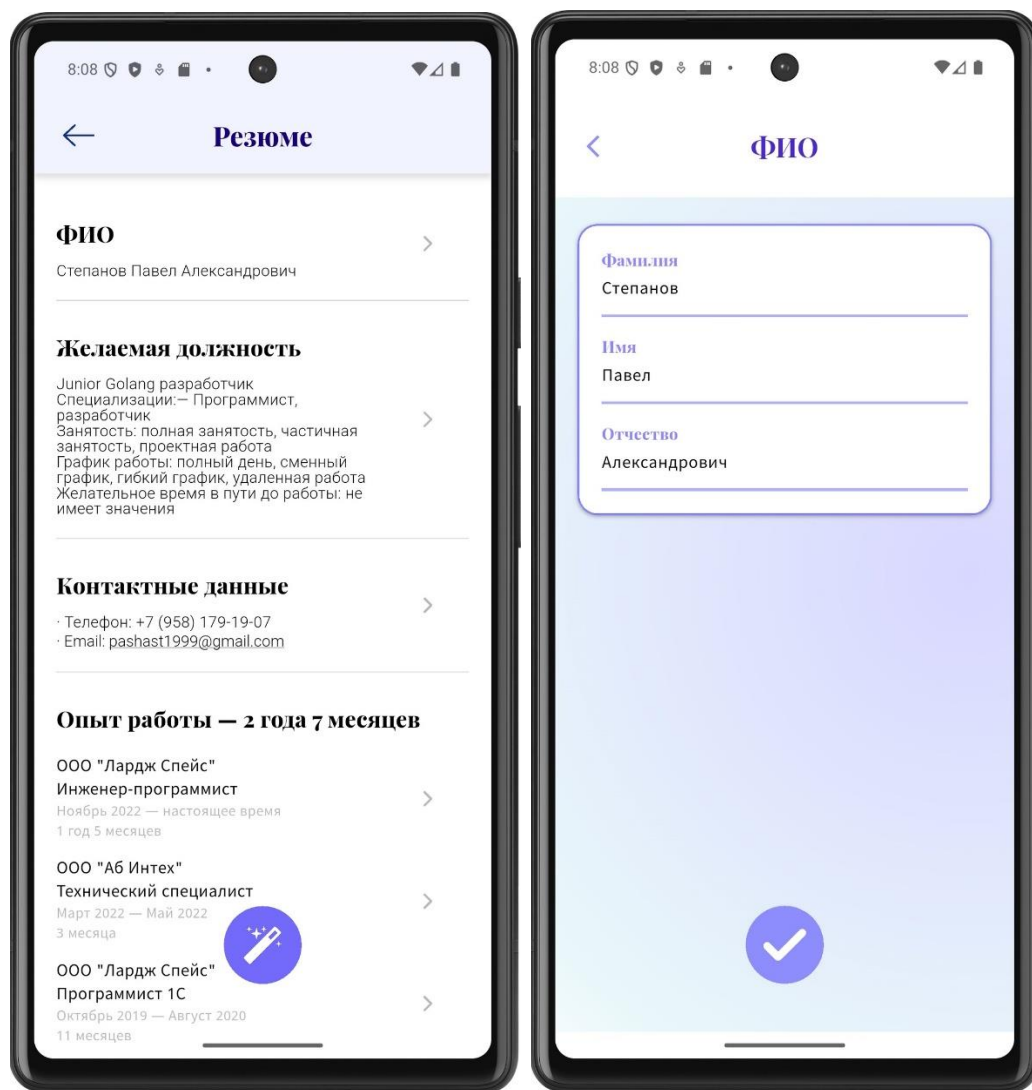 8:08
Резюме
ФИО
Степанов Павел Александрович
Желаемая должность
Junior Golang разработчик
Специализации:— Программист,
разработчик
Занятость: полная занятость, частичная
занятость, проектная работа
График работы: полный день, сменный
график, гибкий график, удаленная работа
Желательное время в пути до работы: не
имеет значения
Контактные данные
· Телефон: +7 (958) 179-19-07
· Email: pashast1999@gmail.com
Опыт работы — 2 года 7 месяцев
ООО "Лардж Спейс"
Инженер-программист
Ноябрь 2022 — настоящее время
1 год 5 месяцев
ООО "Аб Интех"
Технический специалист
Март 2022 — Май 2022
3 месяца
ООО "Лардж Спейс"
Программист 1С
Октябрь 2019 — Август 2020
11 месяцев
8:08
ФИО
Фамилия
Степанов
Имя
Павел
Отчество
Александрович